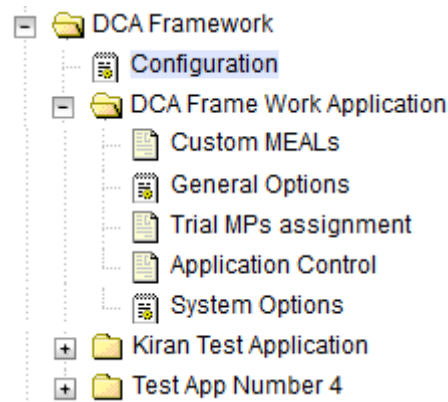 DCA Framework
Configuration
DCA Frame Work Application
Custom MEALs
General Options
Trial MPs assignment
Application Control
System Options
Kiran Test Application
Test App Number 4